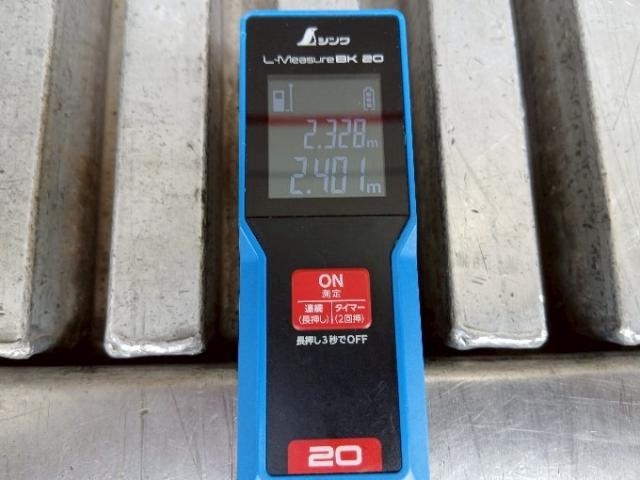 シンワ
L-Measure BK 20
2.328m
2.401m
ON
測定
連続 タイマー
(長押し) (2回押)
長押し3秒でOFF
20